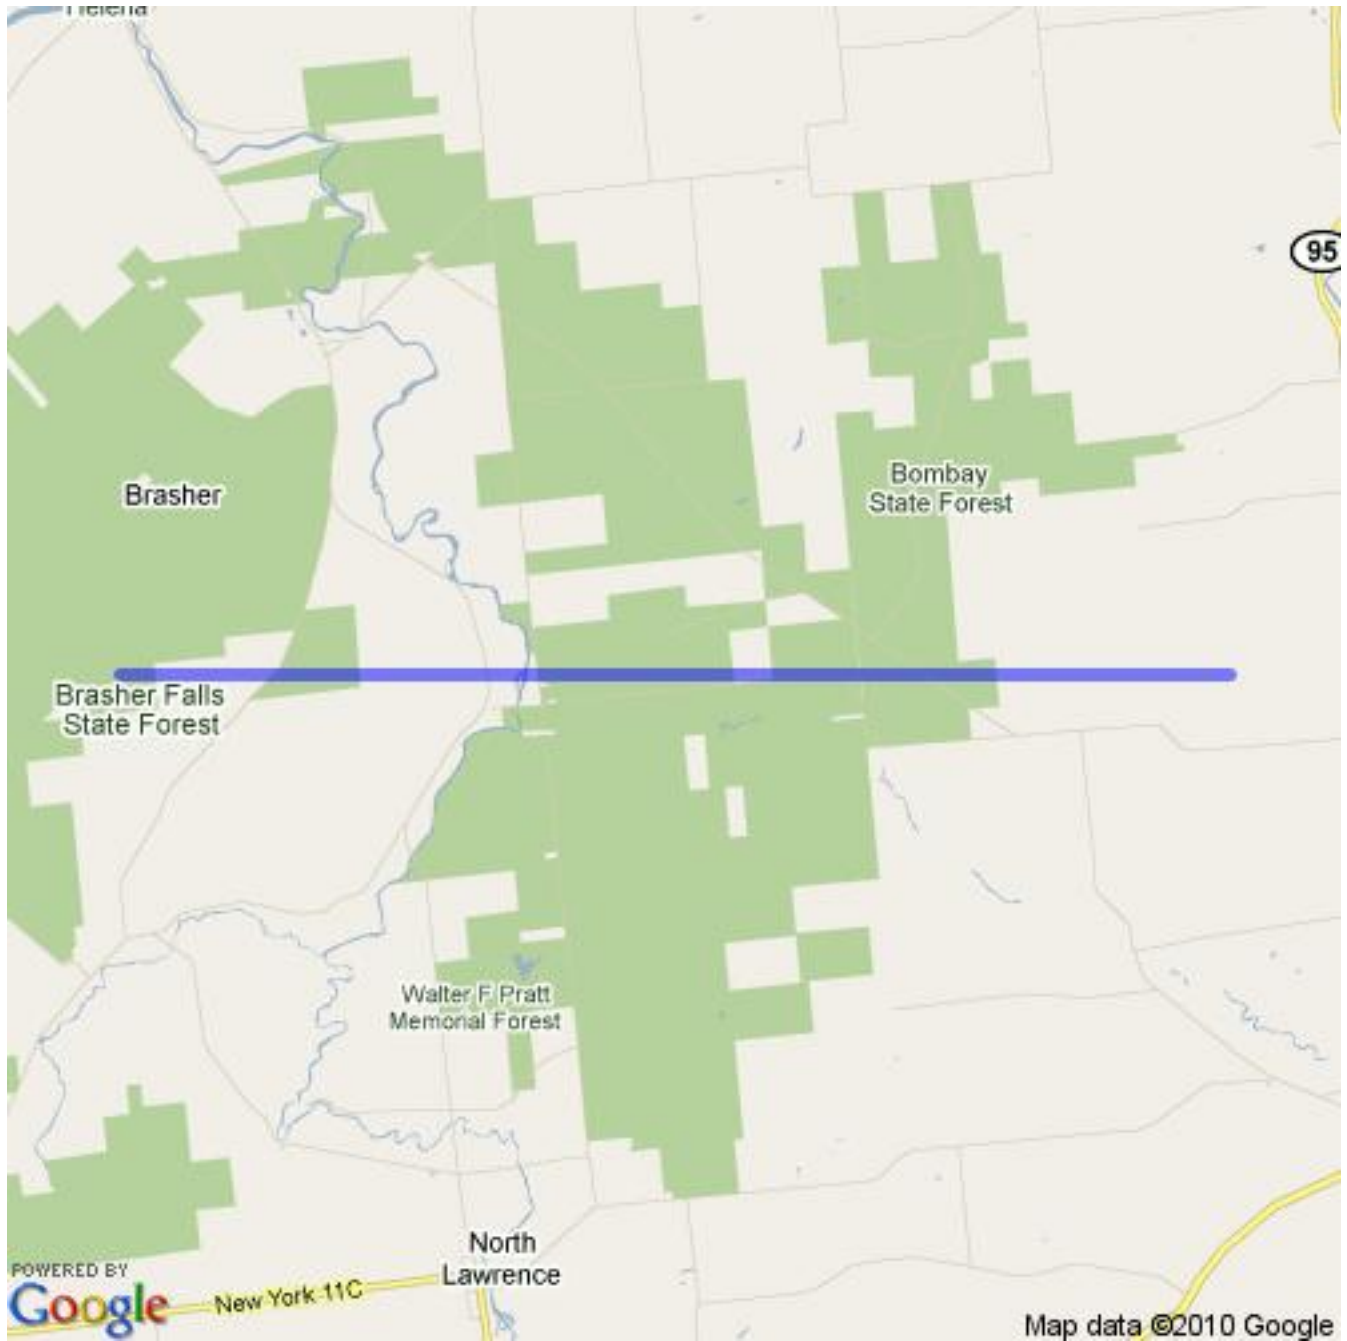 Helena
95
Bombay
State Forest
Brasher
Brasher Falls
State Forest
Walter F Pratt
Memorial Forest
North
Lawrence
New York 11C
POWERED BY
Google
Map data ©2010 Google